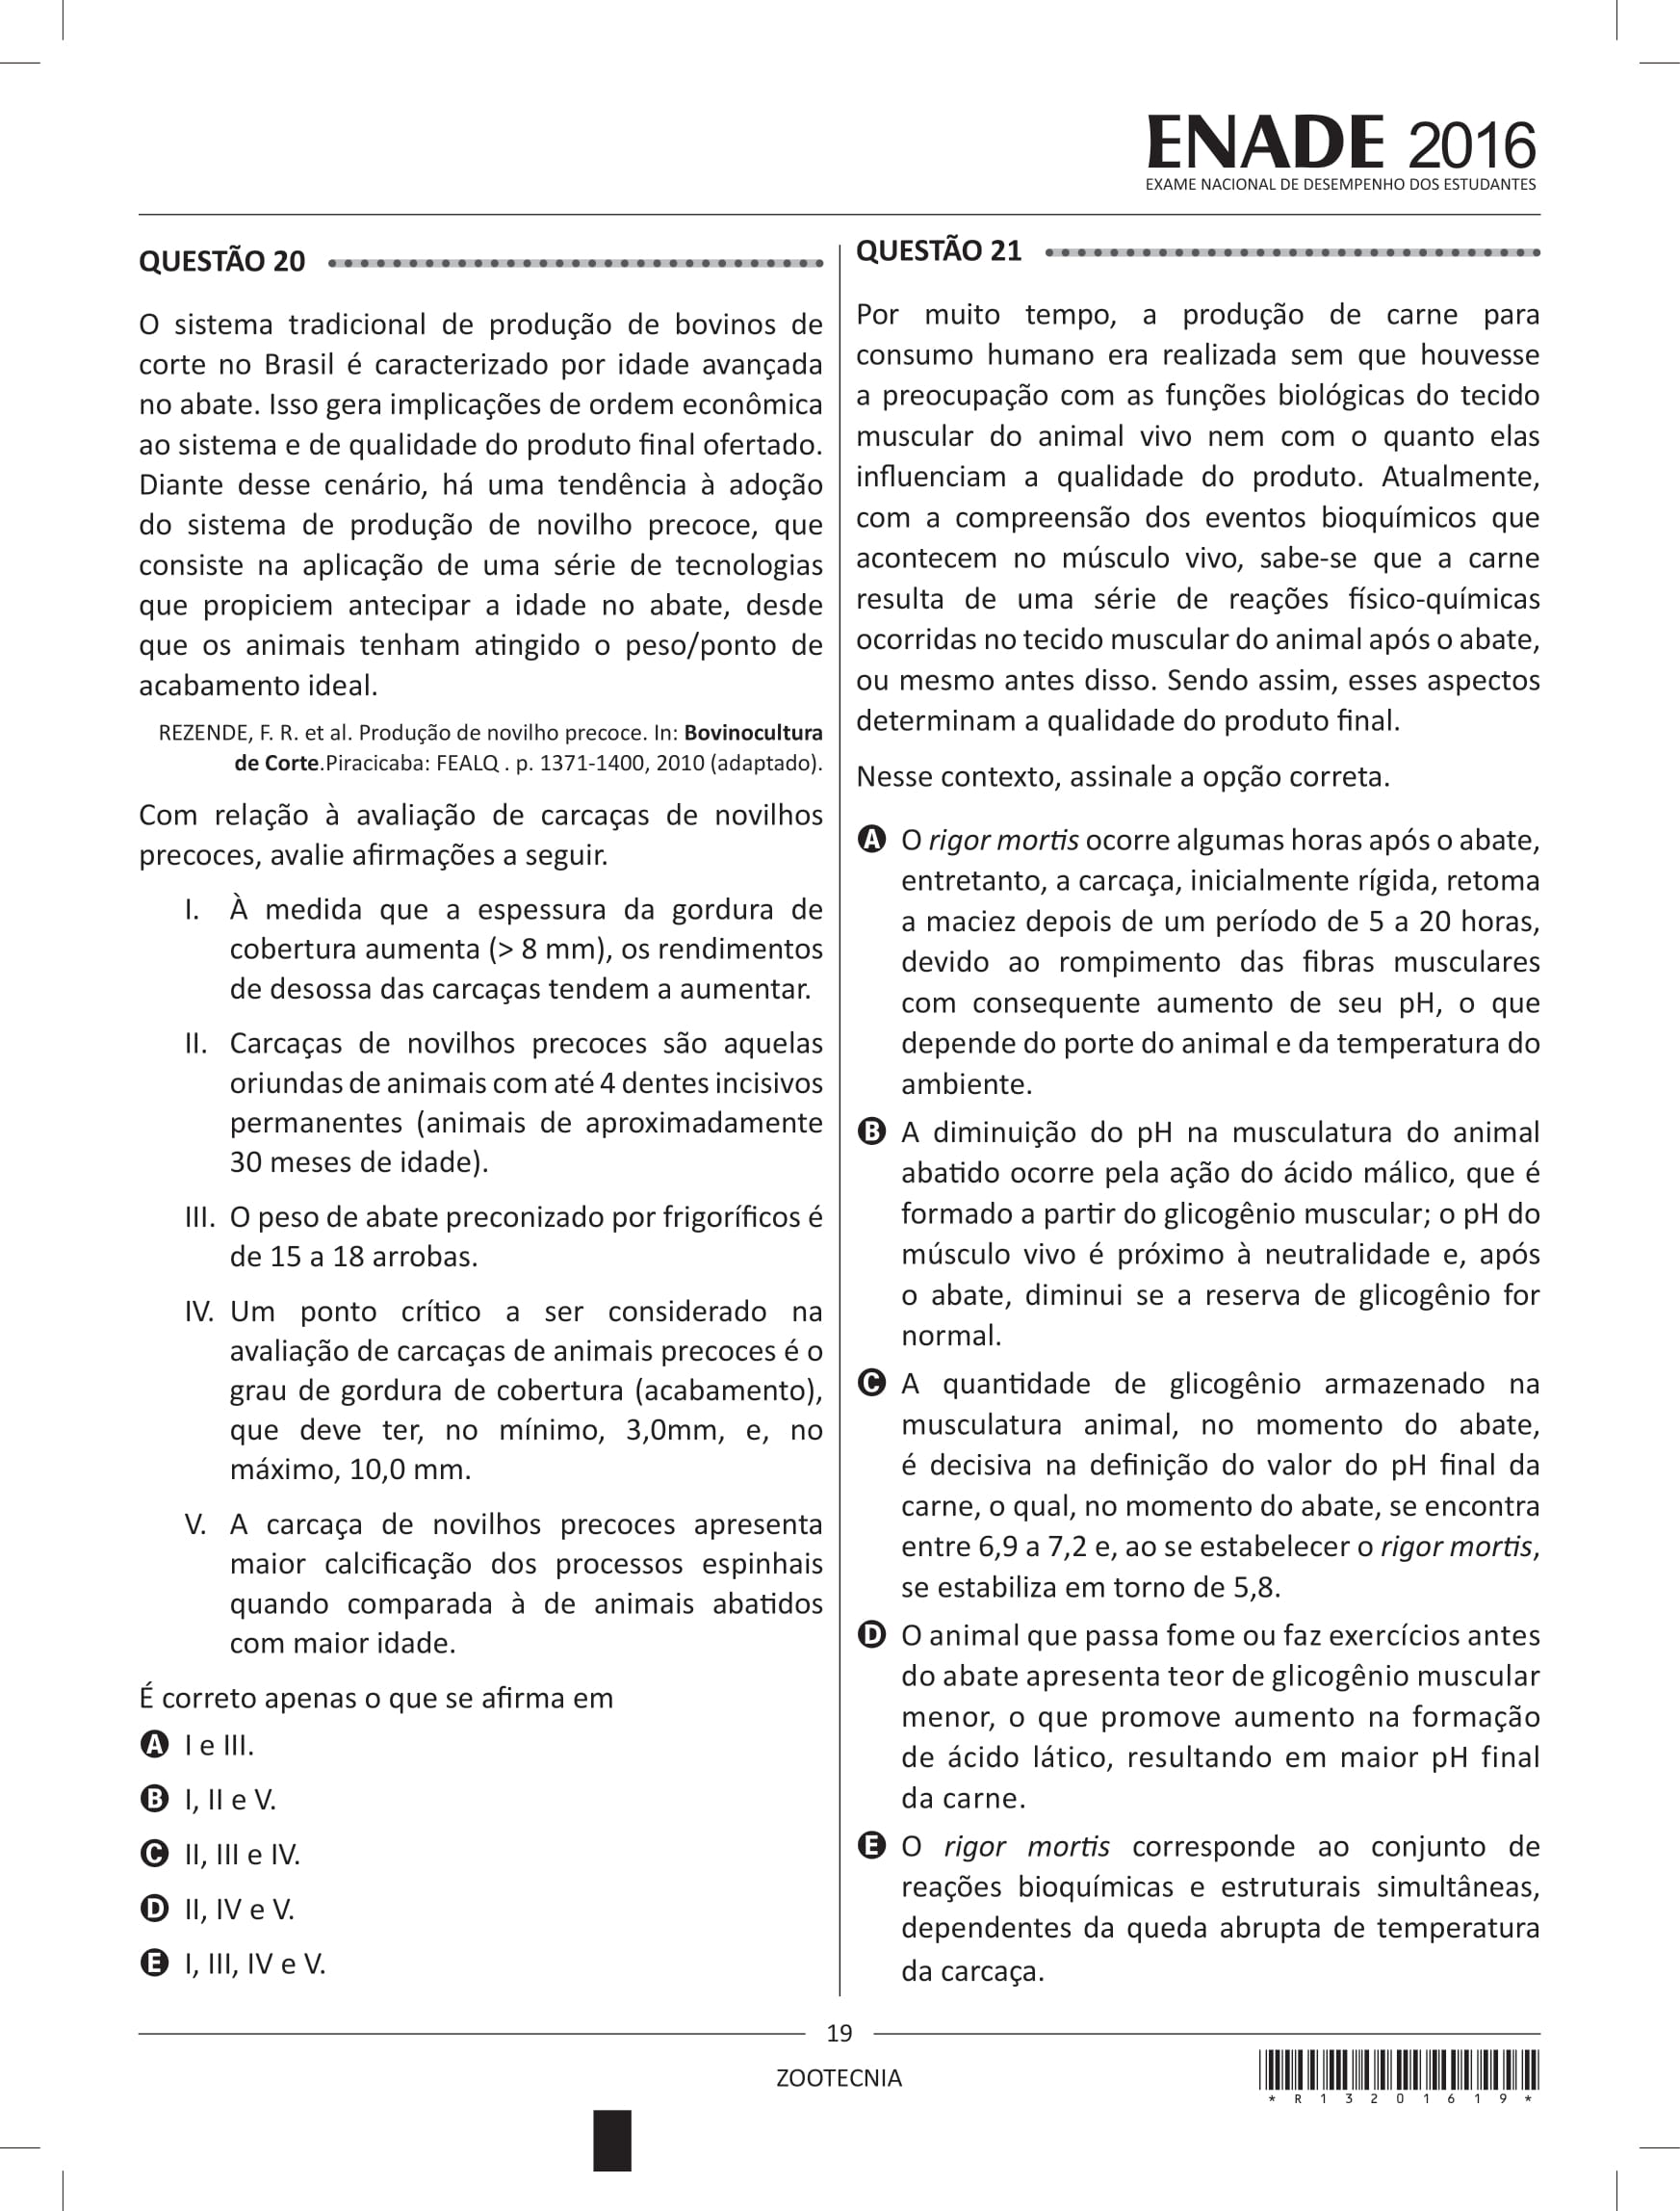 ENADE 2016
EXAME NACIONAL DE DESEMPENHO DOS ESTUDANTES
QUESTÃO 20
O sistema tradicional de produção de bovinos de
corte no Brasil é caracterizado por idade avançada
no abate. Isso gera implicações de ordem econômica
ao sistema e de qualidade do produto final ofertado.
Diante desse cenário, há uma tendência à adoção
do sistema de produção de novilho precoce, que
consiste na aplicação de uma série de tecnologias
que propiciem antecipar a idade no abate, desde
que os animais tenham atingido o peso/ponto de
acabamento ideal.
REZENDE, F. R. et al. Produção de novilho precoce. In: Bovinocultura
de Corte.Piracicaba: FEALQ . p. 1371-1400, 2010 (adaptado).
Com relação à avaliação de carcaças de novilhos
precoces, avalie afirmações a seguir.
I. À medida que a espessura da gordura de
cobertura aumenta (> 8 mm), os rendimentos
de desossa das carcaças tendem a aumentar.
II. Carcaças de novilhos precoces são aquelas
oriundas de animais com até 4 dentes incisivos
permanentes (animais de aproximadamente
30 meses de idade).
III. O peso de abate preconizado por frigoríficos é
de 15 a 18 arrobas.
IV. Um ponto crítico a ser considerado na
avaliação de carcaças de animais precoces é o
grau de gordura de cobertura (acabamento),
que deve ter, no mínimo, 3,0mm, e, no
máximo, 10,0 mm.
V. A carcaça de novilhos precoces apresenta
maior calcificação dos processos espinhais
quando comparada à de animais abatidos
com maior idade.
É correto apenas o que se afirma em
A I e III.
B I, II e V.
C II, III e IV.
D II, IV e V.
E I, III, IV e V.
QUESTÃO 21
Por muito tempo, a produção de carne para
consumo humano era realizada sem que houvesse
a preocupação com as funções biológicas do tecido
muscular do animal vivo nem com o quanto elas
influenciam a qualidade do produto. Atualmente,
com a compreensão dos eventos bioquímicos que
acontecem no músculo vivo, sabe-se que a carne
resulta de uma série de reações físico-químicas
ocorridas no tecido muscular do animal após o abate,
ou mesmo antes disso. Sendo assim, esses aspectos
determinam a qualidade do produto final.
Nesse contexto, assinale a opção correta.
A O rigor mortis ocorre algumas horas após o abate,
entretanto, a carcaça, inicialmente rígida, retoma
a maciez depois de um período de 5 a 20 horas,
devido ao rompimento das fibras musculares
com consequente aumento de seu pH, o que
depende do porte do animal e da temperatura do
ambiente.
B A diminuição do pH na musculatura do animal
abatido ocorre pela ação do ácido málico, que é
formado a partir do glicogênio muscular; o pH do
músculo vivo é próximo à neutralidade e, após
o abate, diminui se a reserva de glicogênio for
normal.
C A quantidade de glicogênio armazenado na
musculatura animal, no momento do abate,
é decisiva na definição do valor do pH final da
carne, o qual, no momento do abate, se encontra
entre 6,9 a 7,2 e, ao se estabelecer o rigor mortis,
se estabiliza em torno de 5,8.
D O animal que passa fome ou faz exercícios antes
do abate apresenta teor de glicogênio muscular
menor, o que promove aumento na formação
de ácido lático, resultando em maior pH final
da carne.
E O rigor mortis corresponde ao conjunto de
reações bioquímicas e estruturais simultâneas,
dependentes da queda abrupta de temperatura
da carcaça.
19
ZOOTECNIA
* R 1 3 2 0 1 6 1 9 *